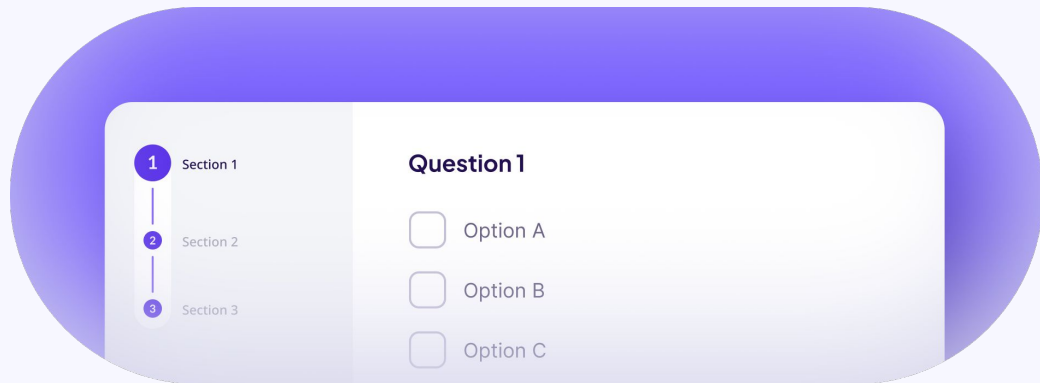 1 Section 1
2 Section 2
3 Section 3
Question 1
Option A
Option B
Option C